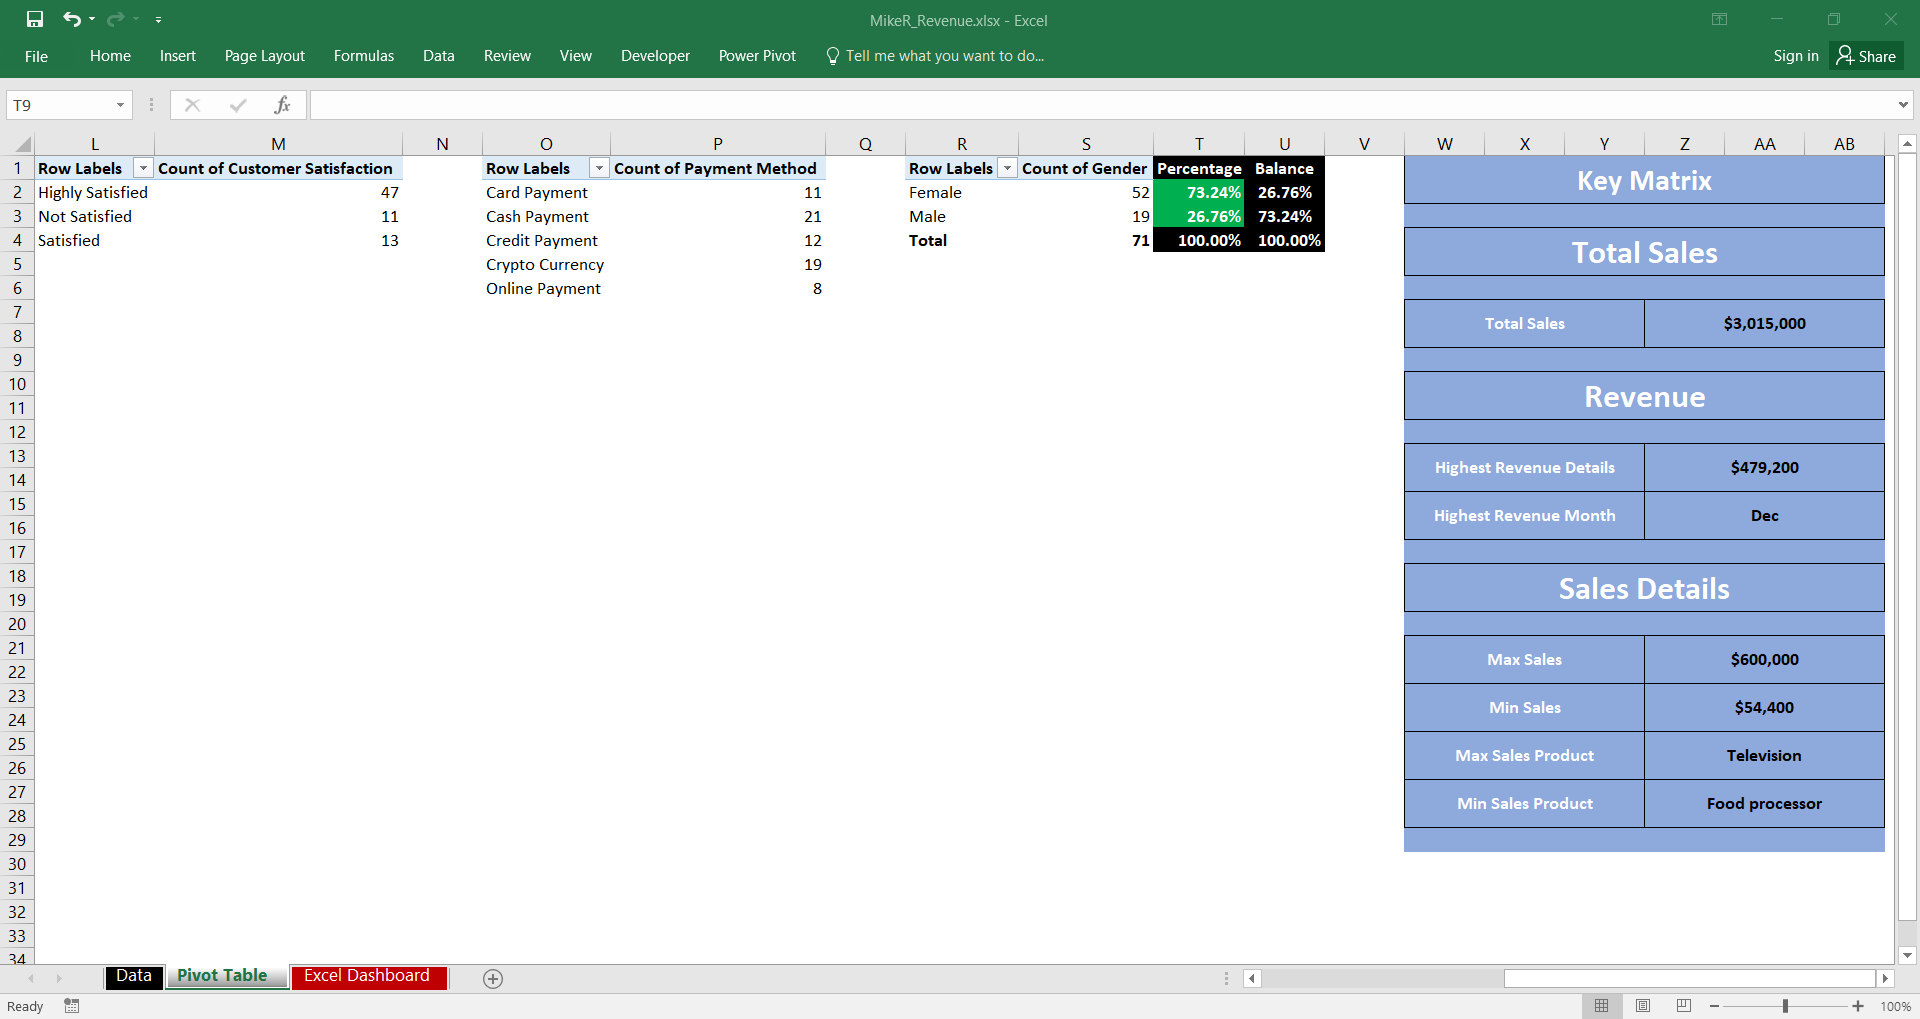 MikeR_Revenue.xlsx - Excel
File Home Insert Page Layout Formulas Data Review View Developer Power Pivot Tell me what you want to do... Sign in Share
T9 fx
L M N O P Q R S T U V W X Y Z AA AB
1 Row Labels Count of Customer Satisfaction Row Labels Count of Payment Method Row Labels Count of Gender Percentage Balance
2 Highly Satisfied 47 Card Payment 11 Female 52 73.24% 26.76%
3 Not Satisfied 11 Cash Payment 21 Male 19 26.76% 73.24%
4 Satisfied 13 Credit Payment 12 Total 71 100.00% 100.00%
5 Crypto Currency 19
6 Online Payment 8
7
8
9
10
11
12
13
14
15
16
17
18
19
20
21
22
23
24
25
26
27
28
29
30
31
32
33
34
Key Matrix
Total Sales
Total Sales $3,015,000
Revenue
Highest Revenue Details $479,200
Highest Revenue Month Dec
Sales Details
Max Sales $600,000
Min Sales $54,400
Max Sales Product Television
Min Sales Product Food processor
Data Pivot Table Excel Dashboard
Ready 100%